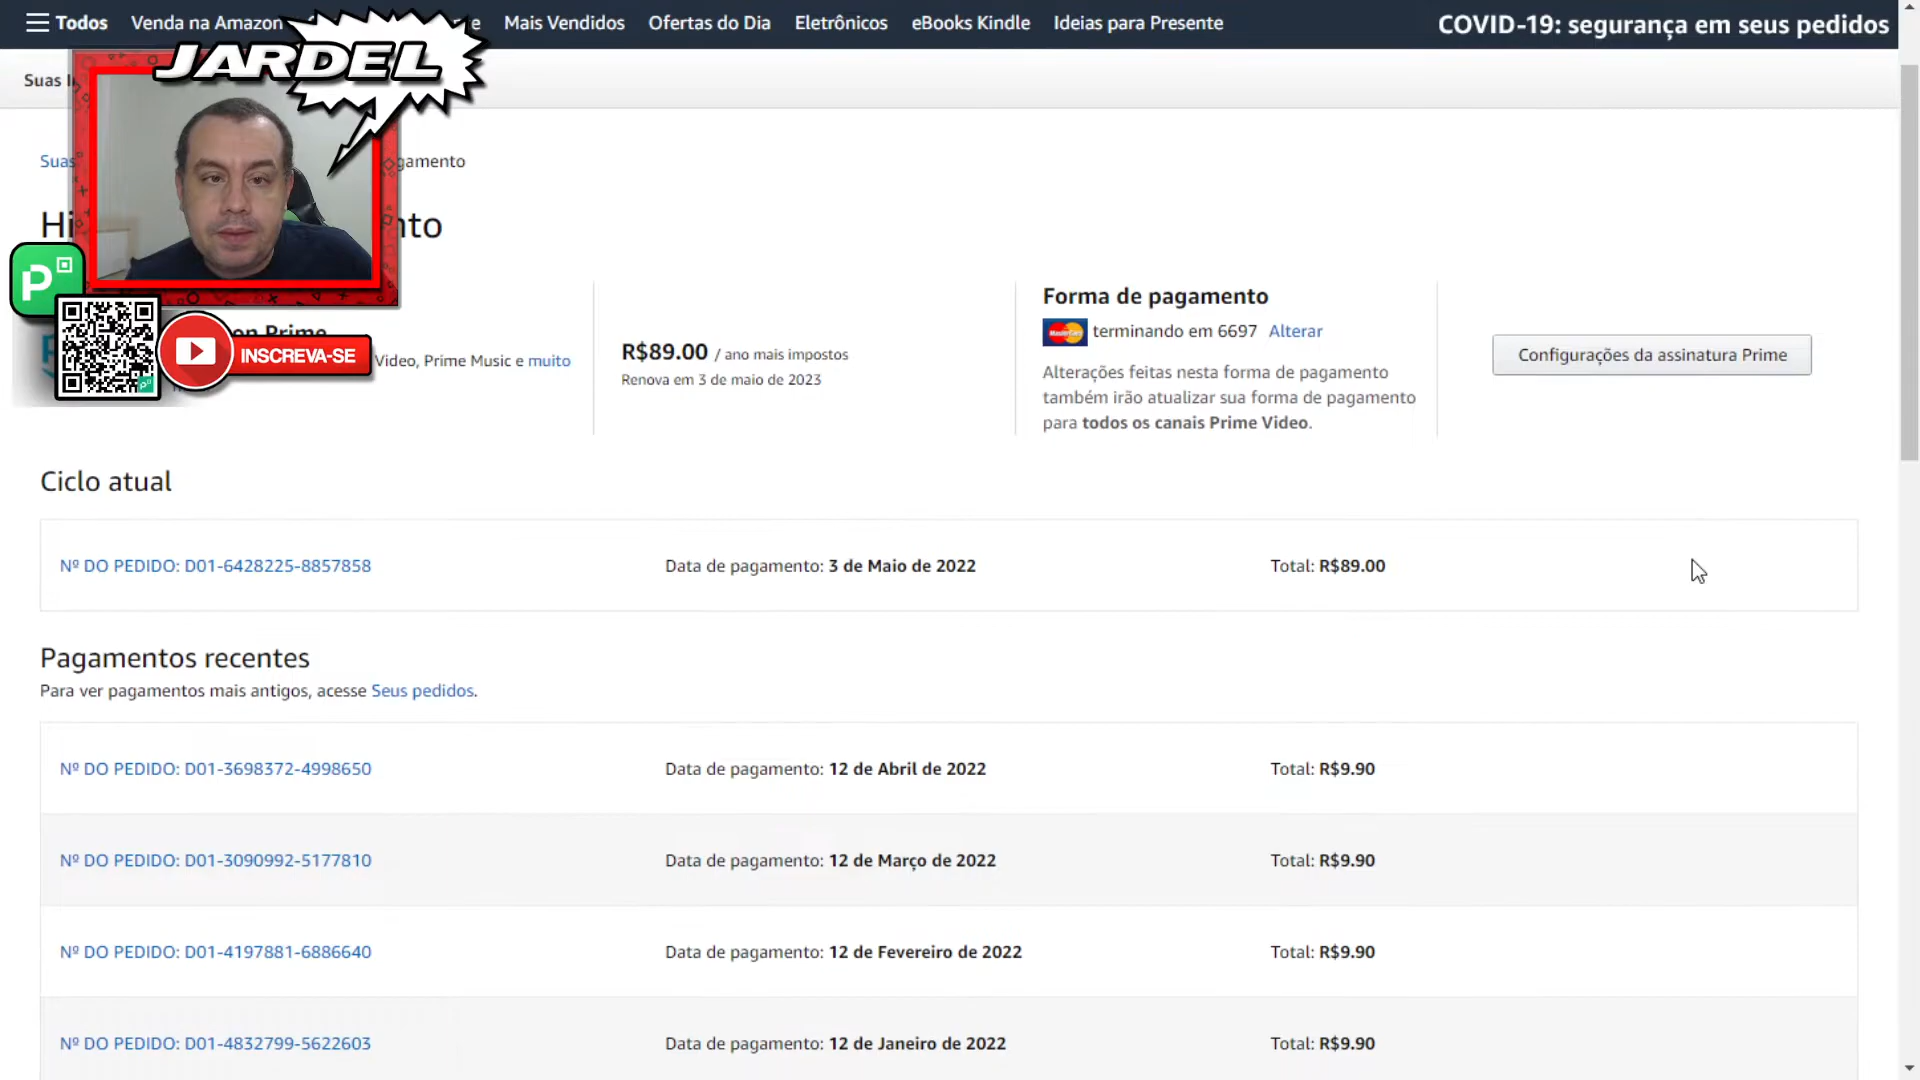 Todos
Venda na Amazon
Mais Vendidos
Ofertas do Dia
Eletrônicos
eBooks Kindle
Ideias para Presente
COVID-19: segurança em seus pedidos
JARDEL
Suas
Suas
gamento
Hi
nto
P
on Prime
INSCREVA-SE
Video, Prime Music e muito
R$89.00 / ano mais impostos
Renova em 3 de maio de 2023
Forma de pagamento
MasterCard terminando em 6697 Alterar
Alterações feitas nesta forma de pagamento
também irão atualizar sua forma de pagamento
para todos os canais Prime Video.
Configurações da assinatura Prime
Ciclo atual
Nº DO PEDIDO: D01-6428225-8857858
Data de pagamento: 3 de Maio de 2022
Total: R$89.00
Pagamentos recentes
Para ver pagamentos mais antigos, acesse Seus pedidos.
Nº DO PEDIDO: D01-3698372-4998650
Data de pagamento: 12 de Abril de 2022
Total: R$9.90
Nº DO PEDIDO: D01-3090992-5177810
Data de pagamento: 12 de Março de 2022
Total: R$9.90
Nº DO PEDIDO: D01-4197881-6886640
Data de pagamento: 12 de Fevereiro de 2022
Total: R$9.90
Nº DO PEDIDO: D01-4832799-5622603
Data de pagamento: 12 de Janeiro de 2022
Total: R$9.90